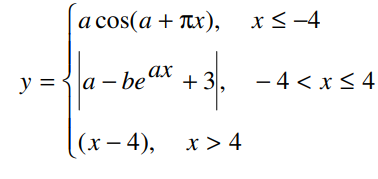 a cos(a + πx), x ≤ −4
y = { |a − be^{ax} + 3|, − 4 < x ≤ 4
(x − 4), x > 4